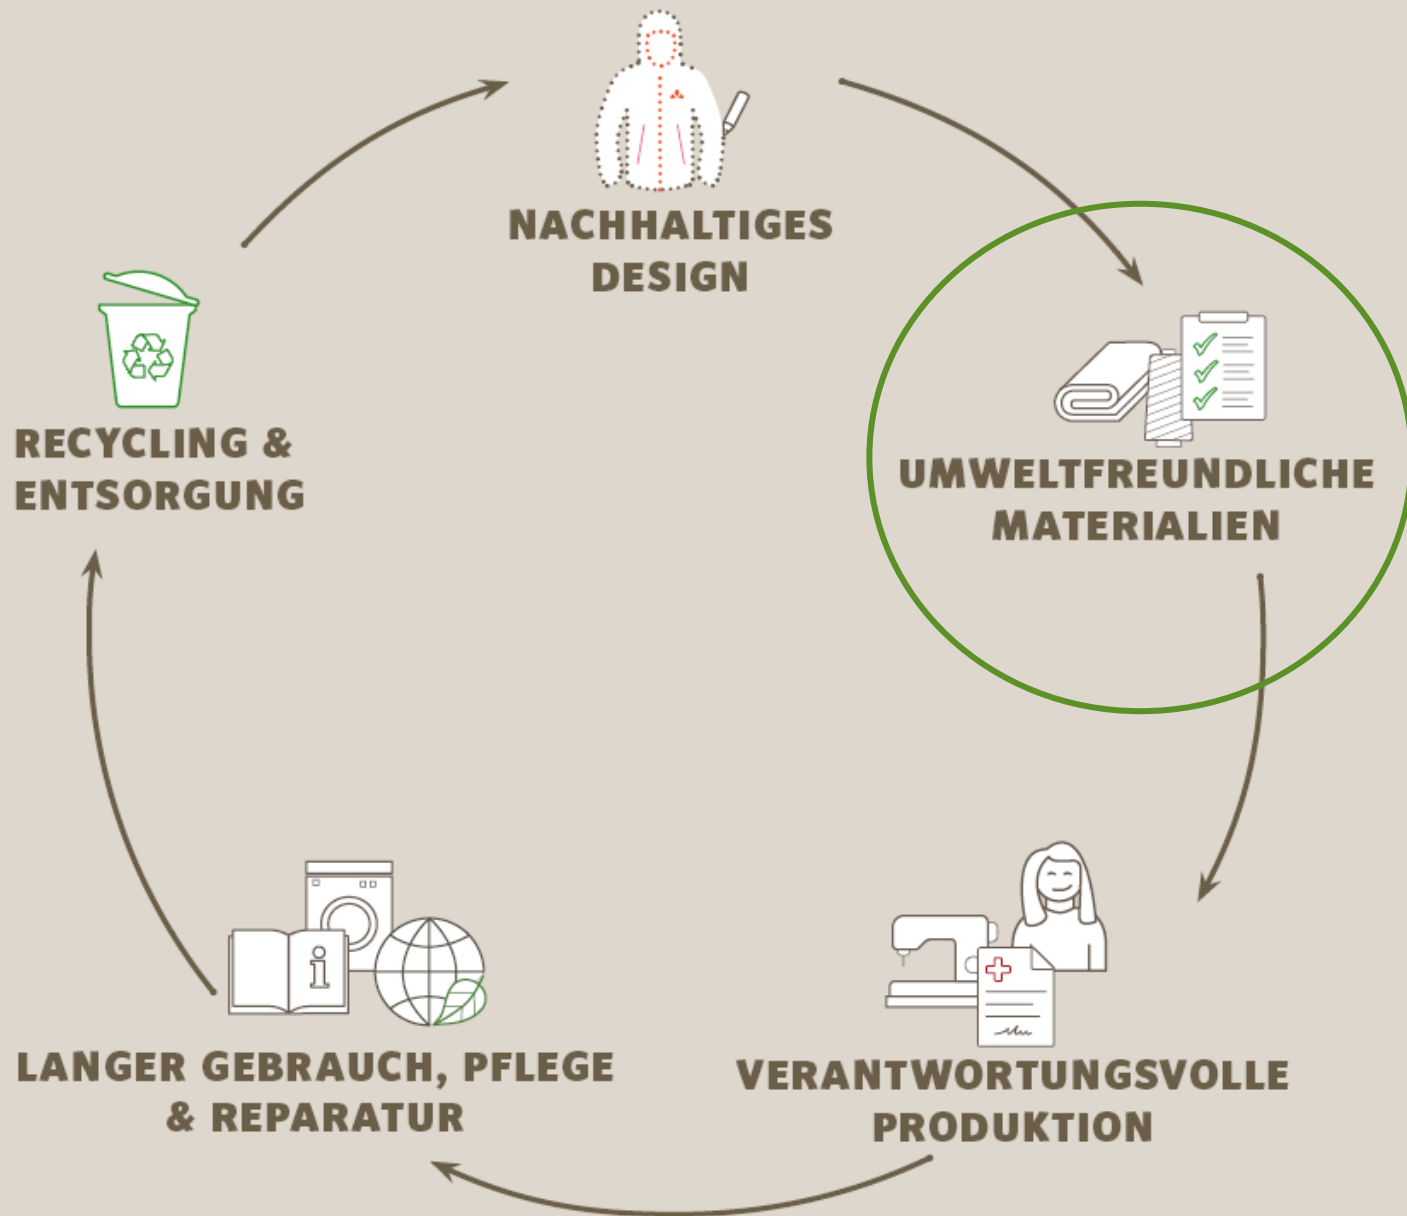 NACHHALTIGES
DESIGN
UMWELTFREUNDLICHE
MATERIALIEN
VERANTWORTUNGSVOLLE
PRODUKTION
LANGER GEBRAUCH, PFLEGE
& REPARATUR
i
RECYCLING &
ENTSORGUNG